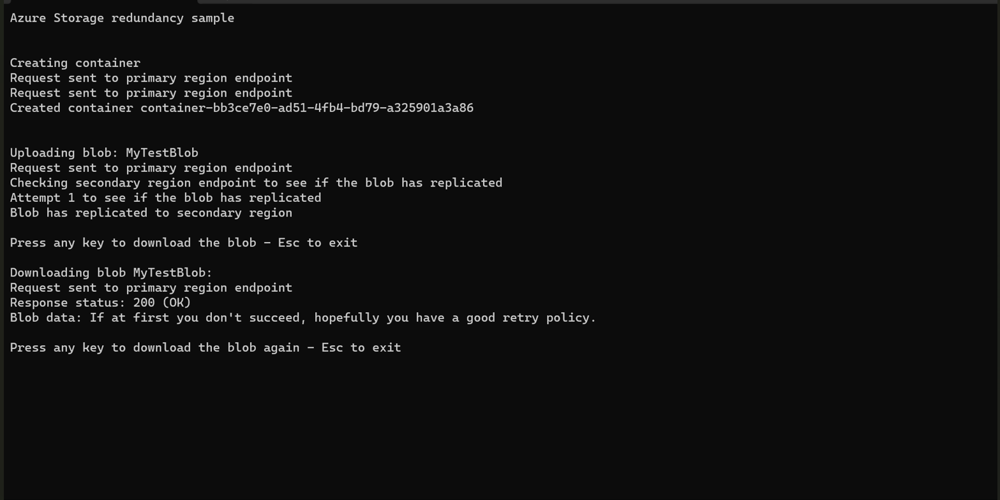 Azure Storage redundancy sample
Creating container
Request sent to primary region endpoint
Request sent to primary region endpoint
Created container container-bb3ce7e0-ad51-4fb4-bd79-a325901a3a86
Uploading blob: MyTestBlob
Request sent to primary region endpoint
Checking secondary region endpoint to see if the blob has replicated
Attempt 1 to see if the blob has replicated
Blob has replicated to secondary region
Press any key to download the blob - Esc to exit
Downloading blob MyTestBlob:
Request sent to primary region endpoint
Response status: 200 (OK)
Blob data: If at first you don't succeed, hopefully you have a good retry policy.
Press any key to download the blob again - Esc to exit